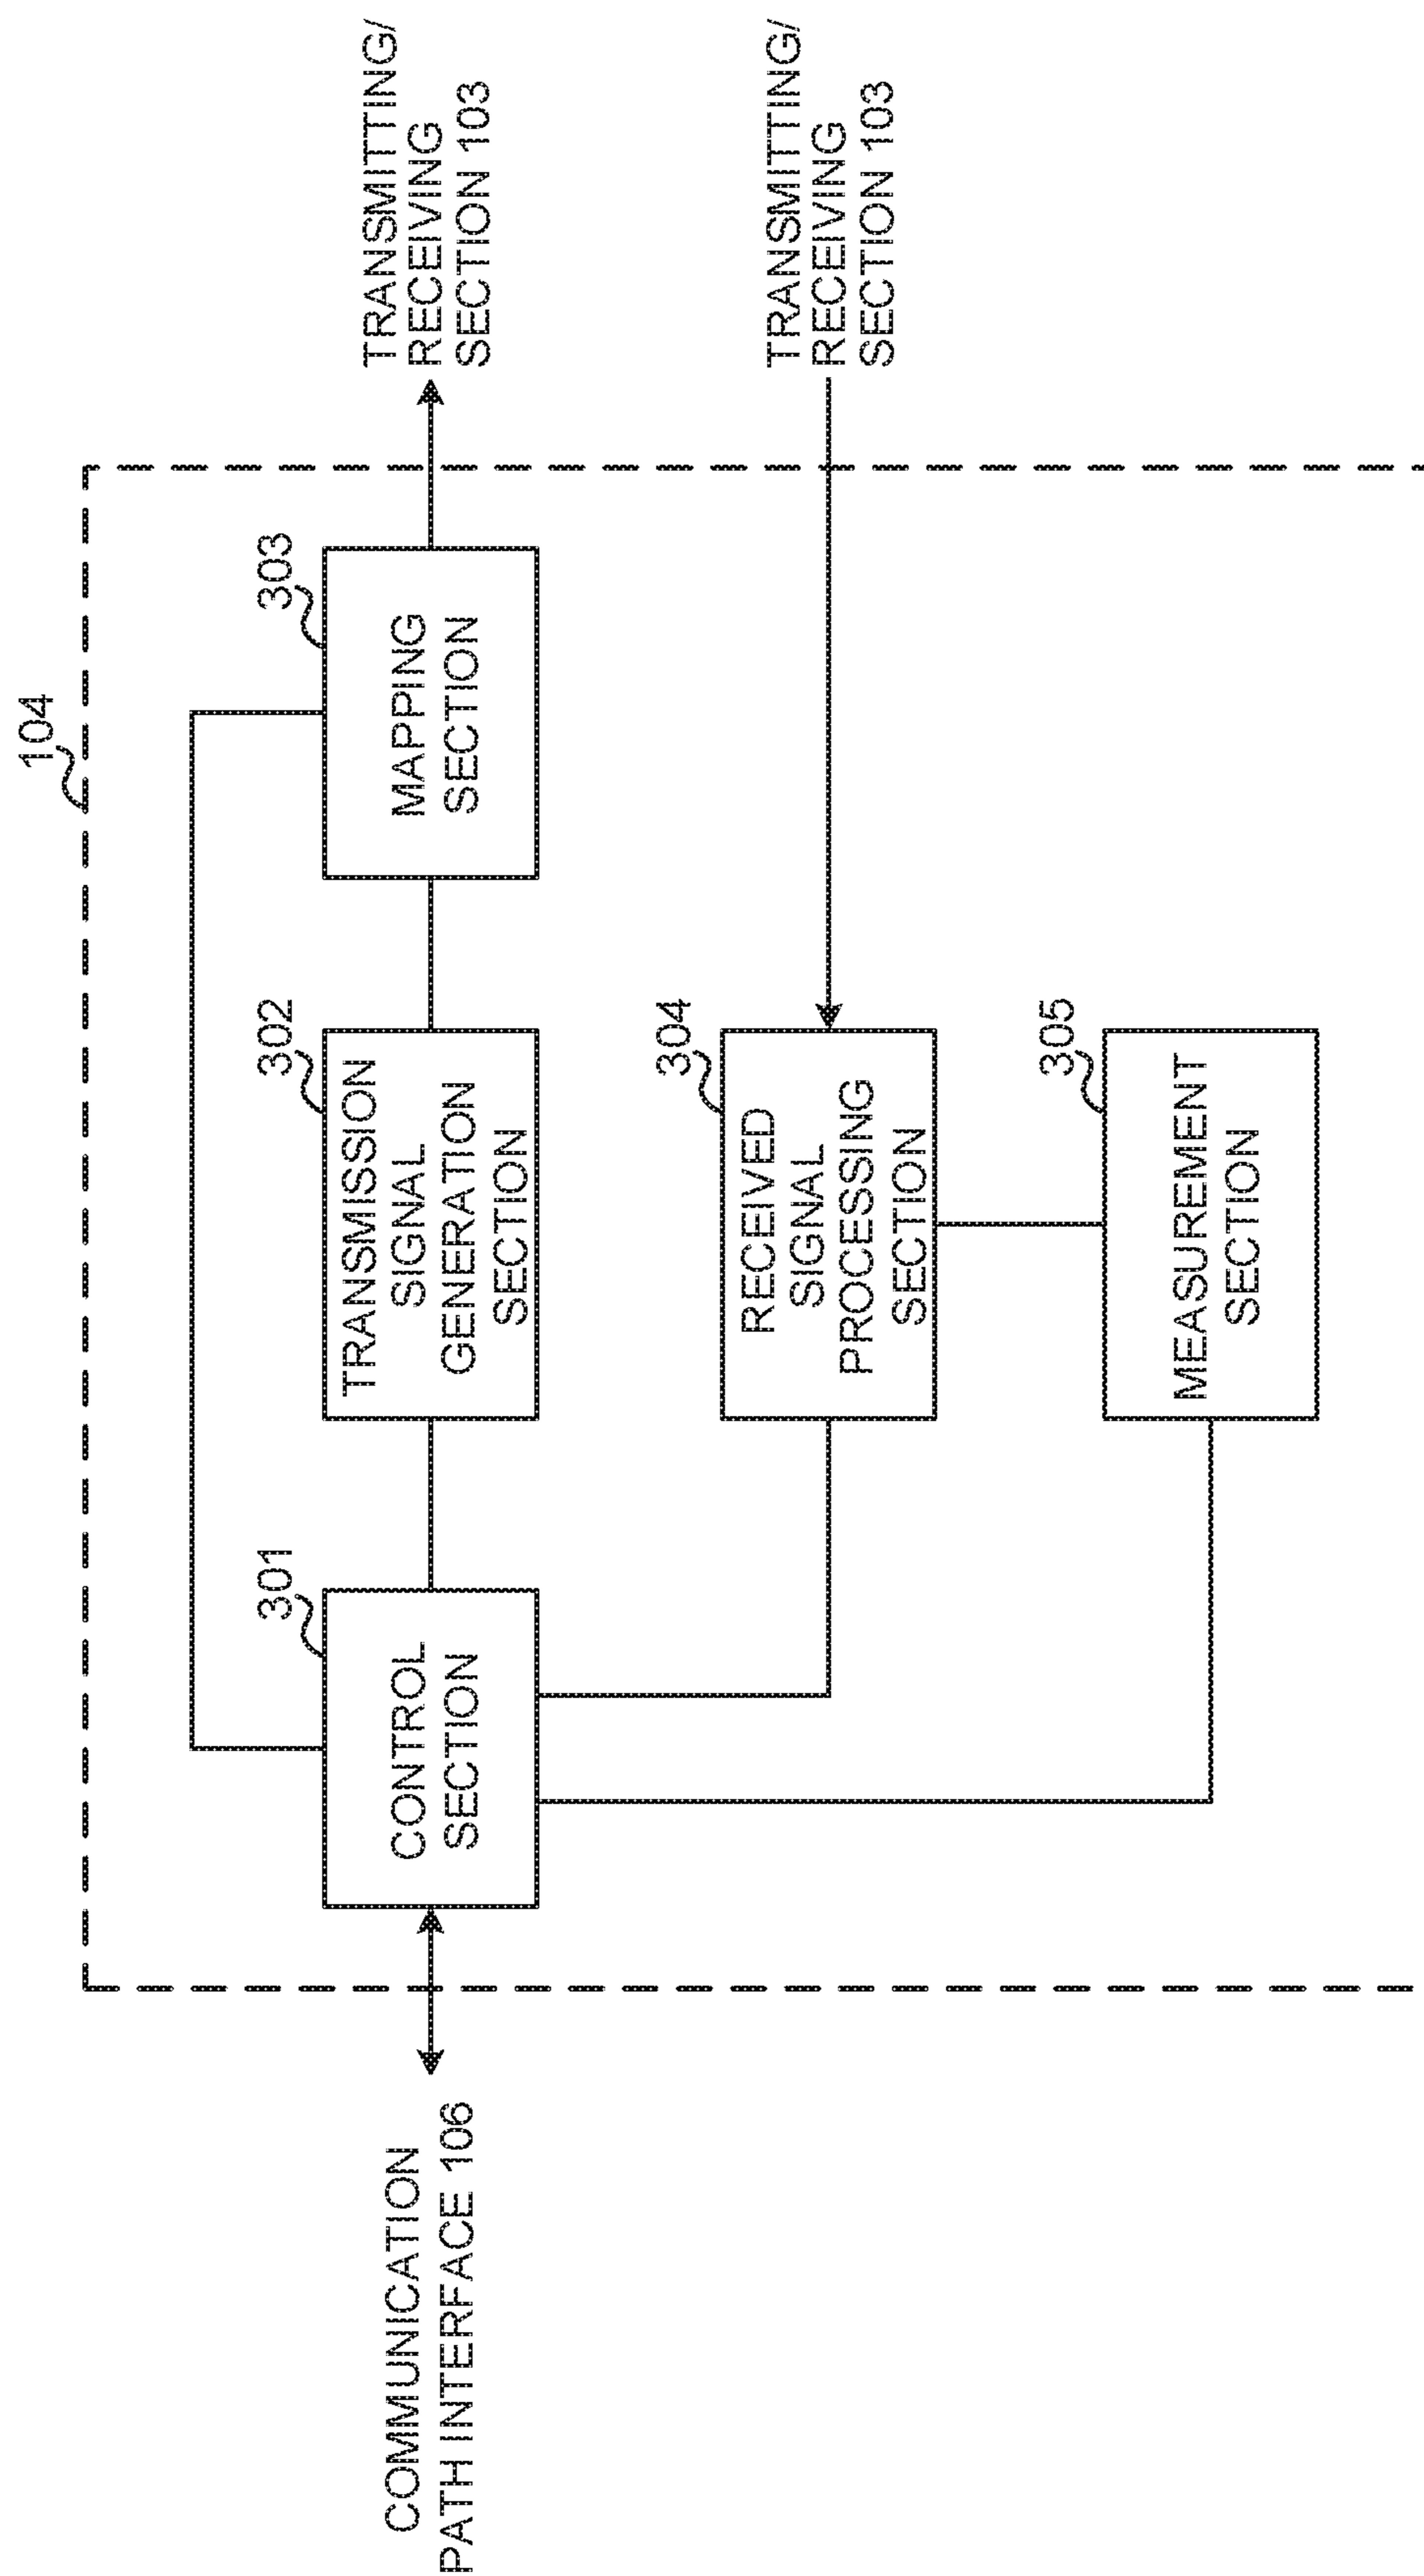 104
COMMUNICATION
PATH INTERFACE 106
301
CONTROL
SECTION
302
TRANSMISSION
SIGNAL
GENERATION
SECTION
303
MAPPING
SECTION
TRANSMITTING/
RECEIVING
SECTION 103
304
RECEIVED
SIGNAL
PROCESSING
SECTION
TRANSMITTING/
RECEIVING
SECTION 103
305
MEASUREMENT
SECTION